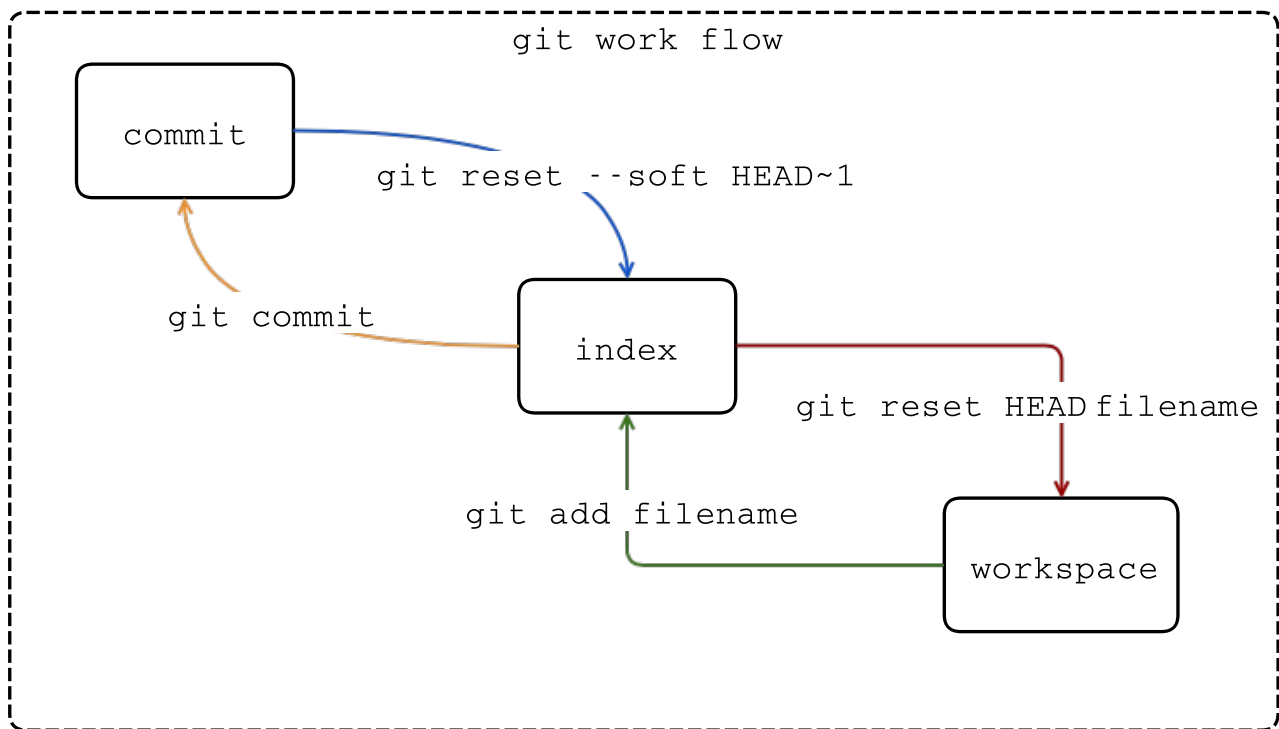 git work flow
commit
git reset --soft HEAD~1
git commit
index
git reset HEAD filename
git add filename
workspace